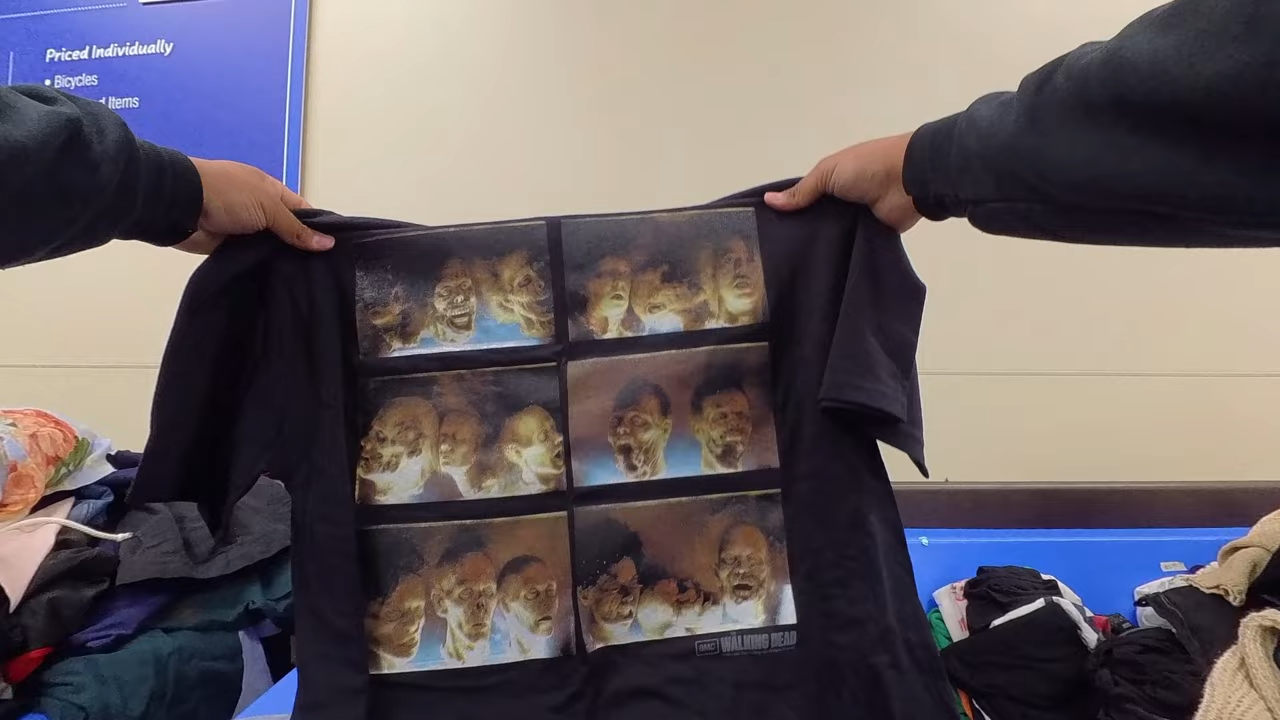 Priced Individually
• Bicycles
d Items
AMC
THE
WALKING DEAD